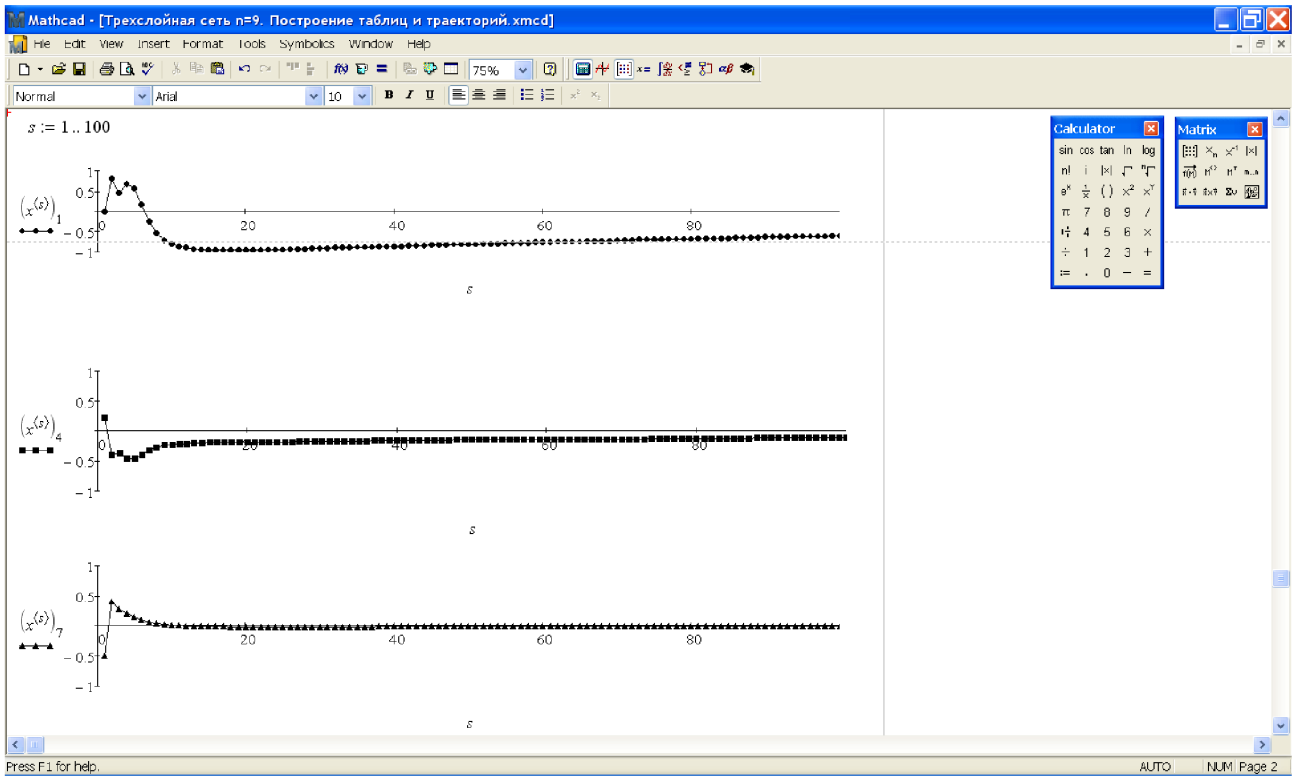 Mathcad - [Трехслойная сеть n=9. Построение таблиц и траекторий.xmcd]
File Edit View Insert Format Tools Symbolics Window Help
75%
Normal Arial 10 B I U
s := 1 .. 100
1
0.5
(x⟨s⟩)1
0 20 40 60 80
− 0.5
− 1
s
1
0.5
(x⟨s⟩)4
0 20 40 60 80
− 0.5
− 1
s
1
0.5
(x⟨s⟩)7
0 20 40 60 80
− 0.5
− 1
s
Calculator
sin cos tan ln log
n! i |×| √ ⁿ√
eˣ 1/x ( ) ×² ×ʸ
π 7 8 9 /
4 5 6 ×
÷ 1 2 3 +
:= . 0 − =
Matrix
Press F1 for help.
AUTO NUM Page 2